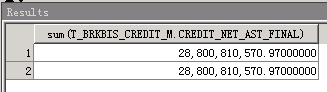 Results
sum(T_BRKBIS_CREDIT_M.CREDIT_NET_AST_FINAL)
1 28,800,810,570.97000000
2 28,800,810,570.97000000